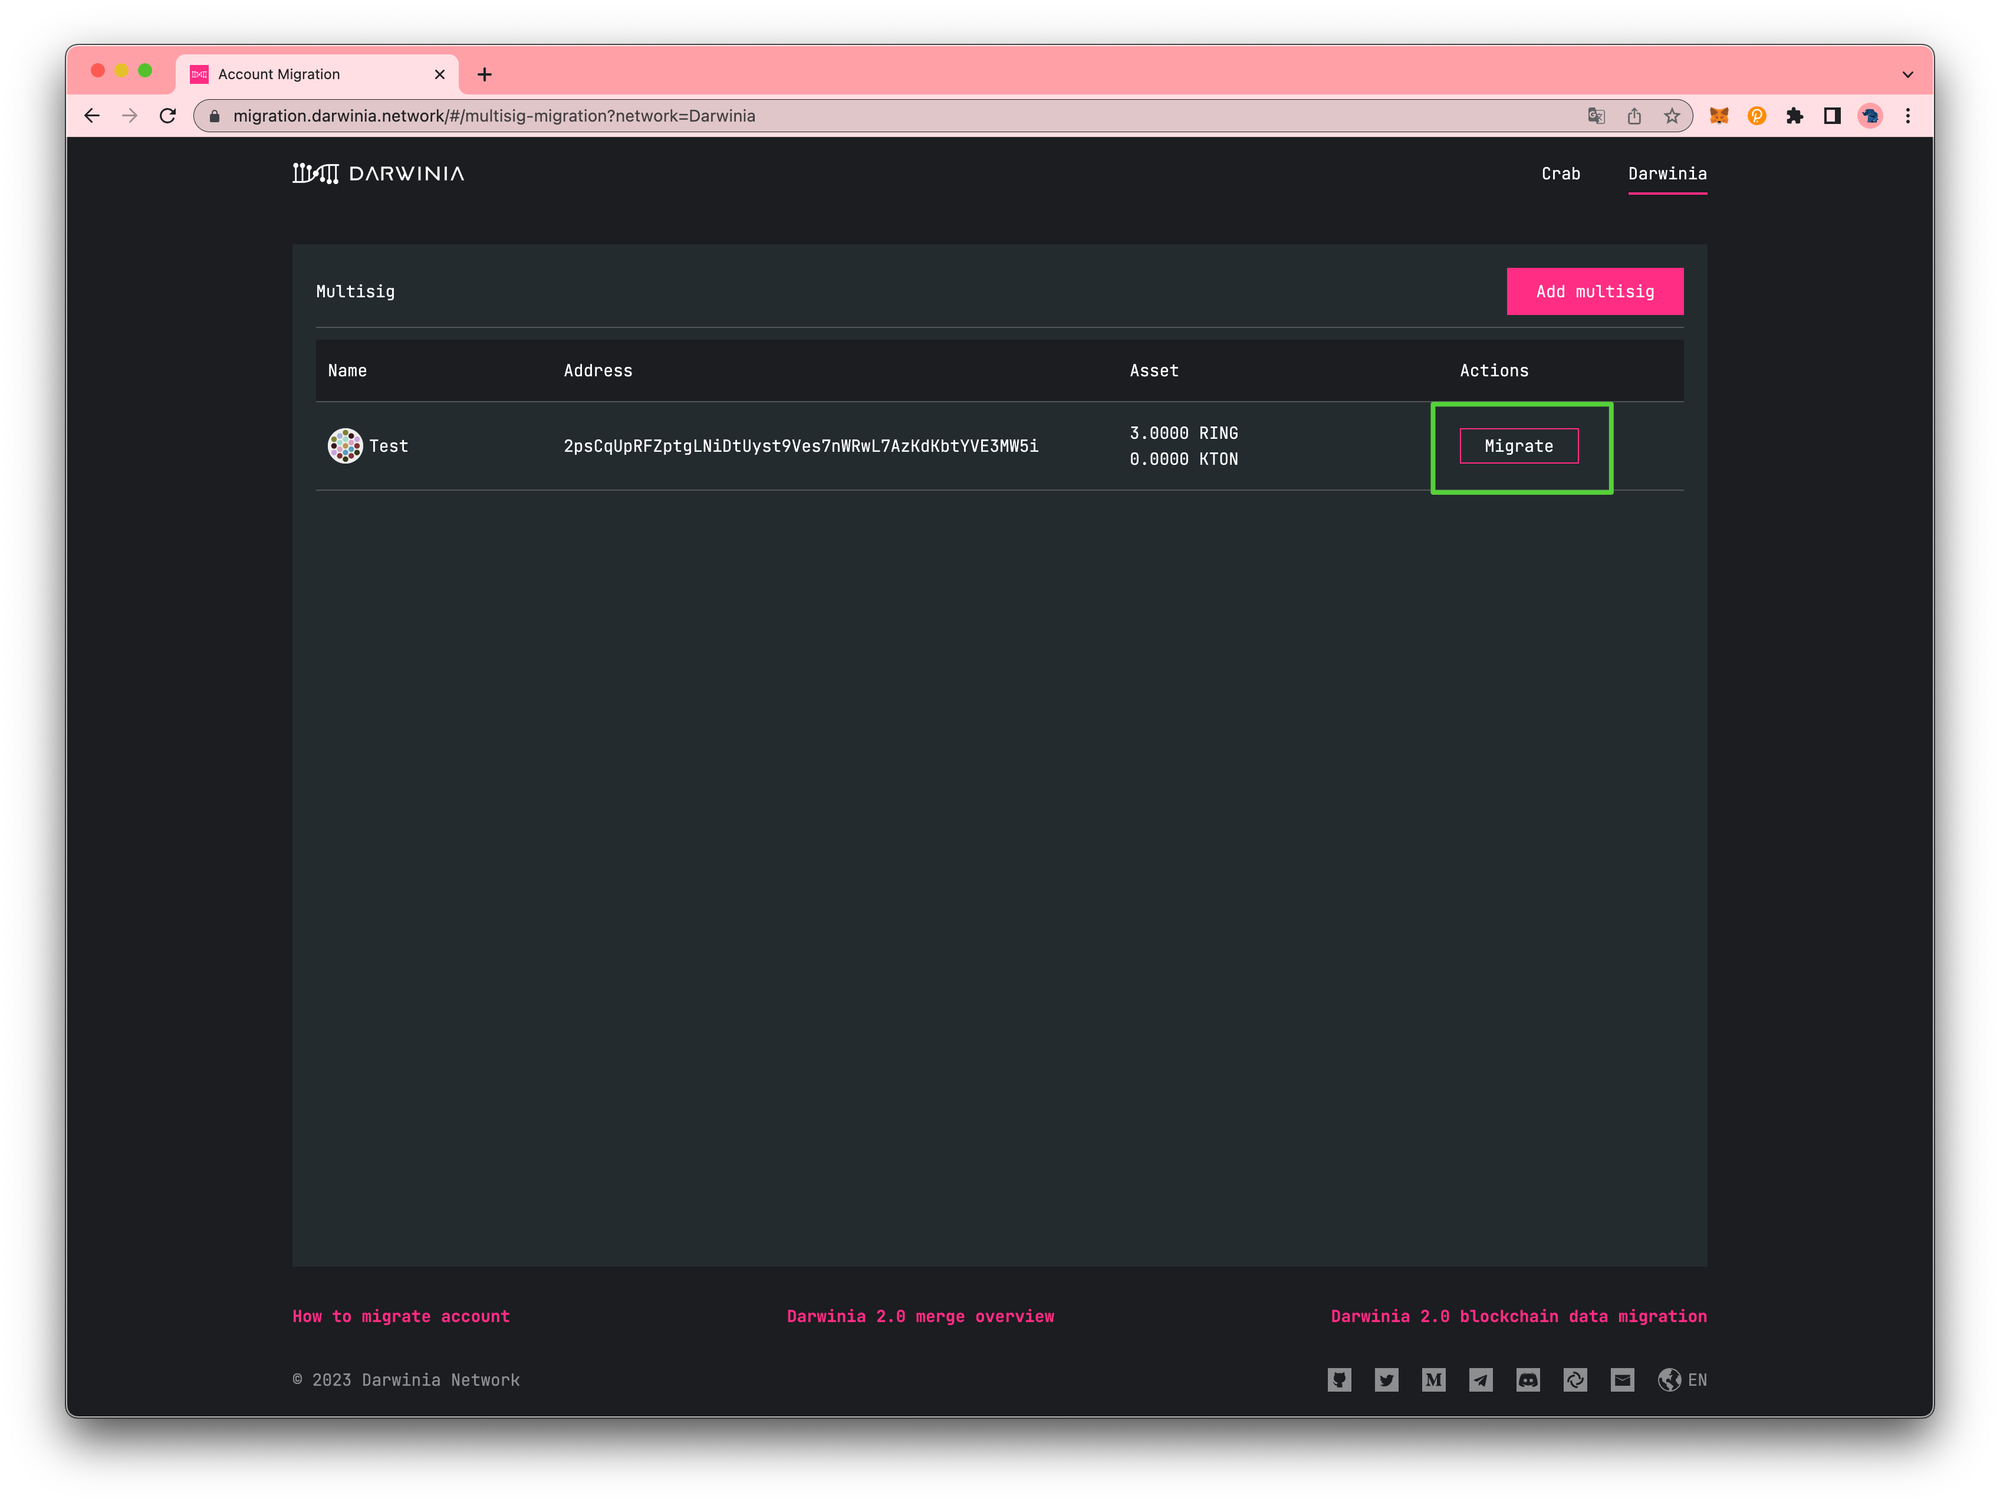 Account Migration
migration.darwinia.network/#/multisig-migration?network=Darwinia
DARWINIA
Crab
Darwinia
Multisig
Add multisig
Name
Address
Asset
Actions
Test
2psCqUpRFZptgLNiDtUyst9Ves7nWRwL7AzKdKbtYVE3MW5i
3.0000 RING
0.0000 KTON
Migrate
How to migrate account
Darwinia 2.0 merge overview
Darwinia 2.0 blockchain data migration
© 2023 Darwinia Network
EN